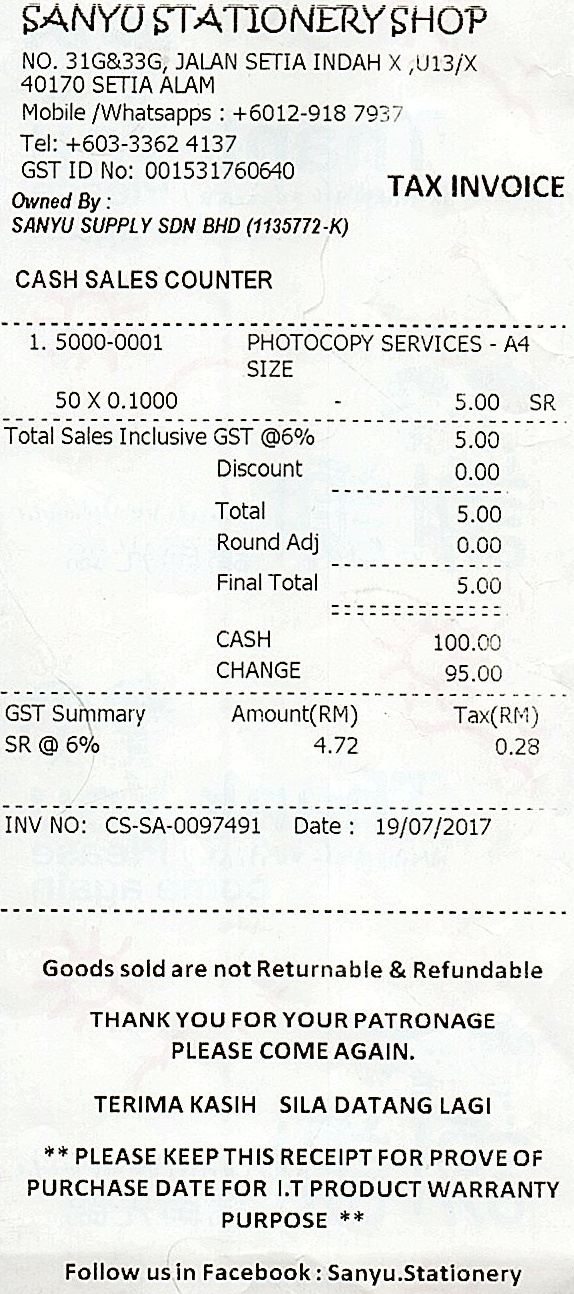 SANYU STATIONERY SHOP
NO. 31G&33G, JALAN SETIA INDAH X ,U13/X
40170 SETIA ALAM
Mobile /Whatsapps : +6012-918 7937
Tel: +603-3362 4137
GST ID No: 001531760640
TAX INVOICE
Owned By :
SANYU SUPPLY SDN BHD (1135772-K)
CASH SALES COUNTER
1. 5000-0001 PHOTOCOPY SERVICES - A4
SIZE
50 X 0.1000 - 5.00 SR
Total Sales Inclusive GST @6% 5.00
Discount 0.00
Total 5.00
Round Adj 0.00
Final Total 5.00
CASH 100.00
CHANGE 95.00
GST Summary Amount(RM) Tax(RM)
SR @ 6% 4.72 0.28
INV NO: CS-SA-0097491 Date : 19/07/2017
Goods sold are not Returnable & Refundable
THANK YOU FOR YOUR PATRONAGE
PLEASE COME AGAIN.
TERIMA KASIH SILA DATANG LAGI
** PLEASE KEEP THIS RECEIPT FOR PROVE OF
PURCHASE DATE FOR I.T PRODUCT WARRANTY
PURPOSE **
Follow us in Facebook : Sanyu.Stationery